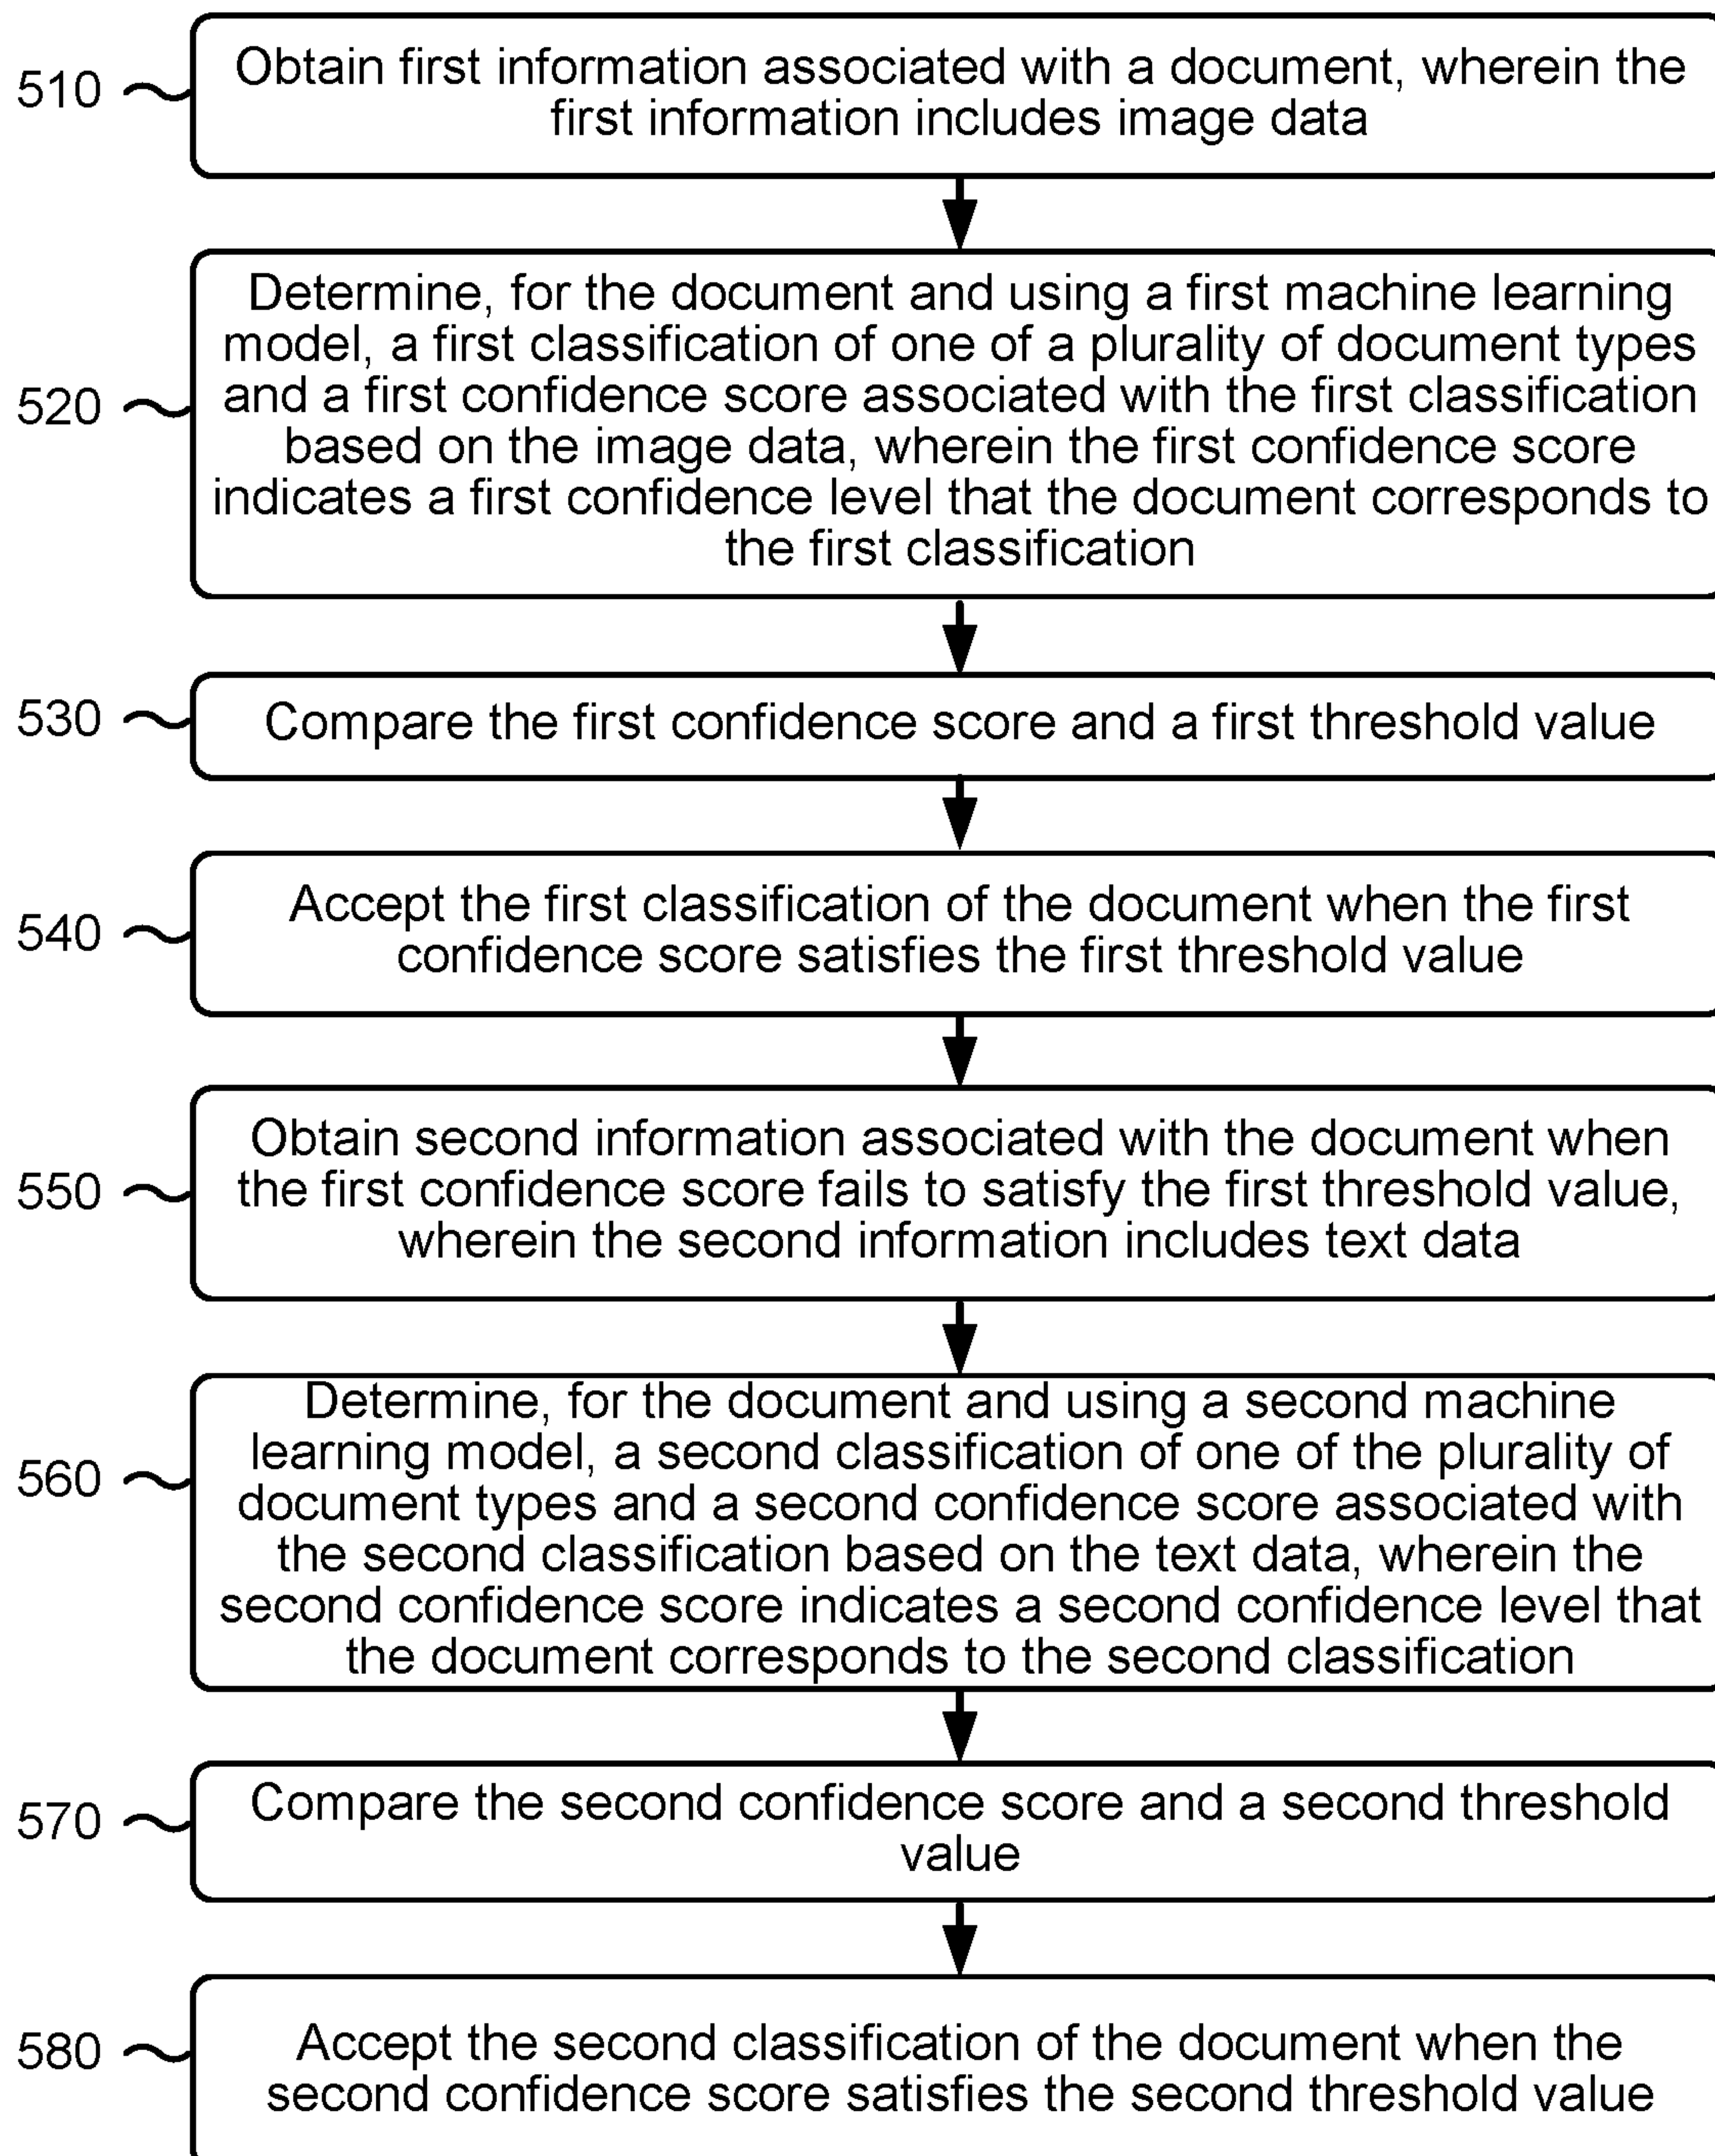 510
Obtain first information associated with a document, wherein the
first information includes image data
520
Determine, for the document and using a first machine learning
model, a first classification of one of a plurality of document types
and a first confidence score associated with the first classification
based on the image data, wherein the first confidence score
indicates a first confidence level that the document corresponds to
the first classification
530
Compare the first confidence score and a first threshold value
540
Accept the first classification of the document when the first
confidence score satisfies the first threshold value
550
Obtain second information associated with the document when
the first confidence score fails to satisfy the first threshold value,
wherein the second information includes text data
560
Determine, for the document and using a second machine
learning model, a second classification of one of the plurality of
document types and a second confidence score associated with
the second classification based on the text data, wherein the
second confidence score indicates a second confidence level that
the document corresponds to the second classification
570
Compare the second confidence score and a second threshold
value
580
Accept the second classification of the document when the
second confidence score satisfies the second threshold value